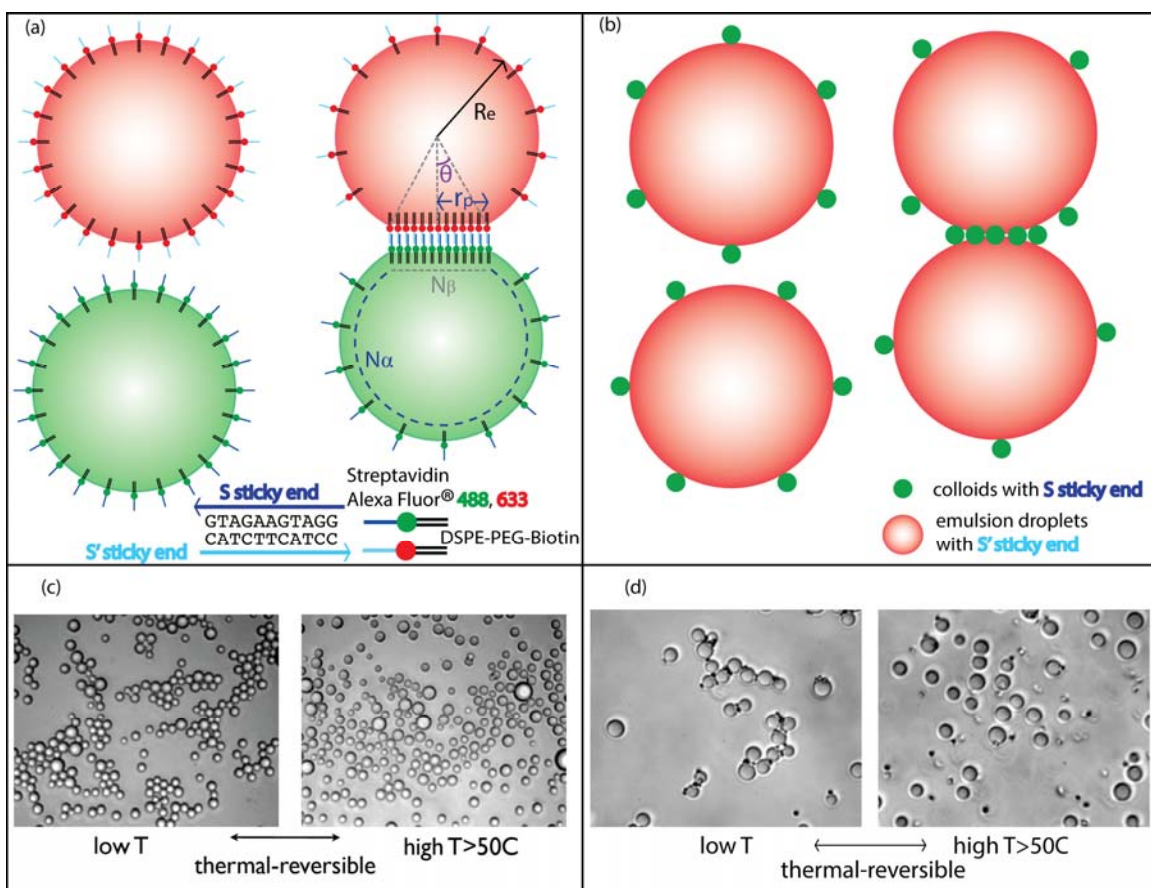 (a)
Re
θ
rp
Nβ
Nα
Streptavidin
S sticky end
Alexa Fluor® 488, 633
GTAGAAGTAGG
CATCTTCATCC
DSPE-PEG-Biotin
S' sticky end
(b)
colloids with S sticky end
emulsion droplets
with S' sticky end
(c)
low T
high T>50C
thermal-reversible
(d)
low T
high T>50C
thermal-reversible